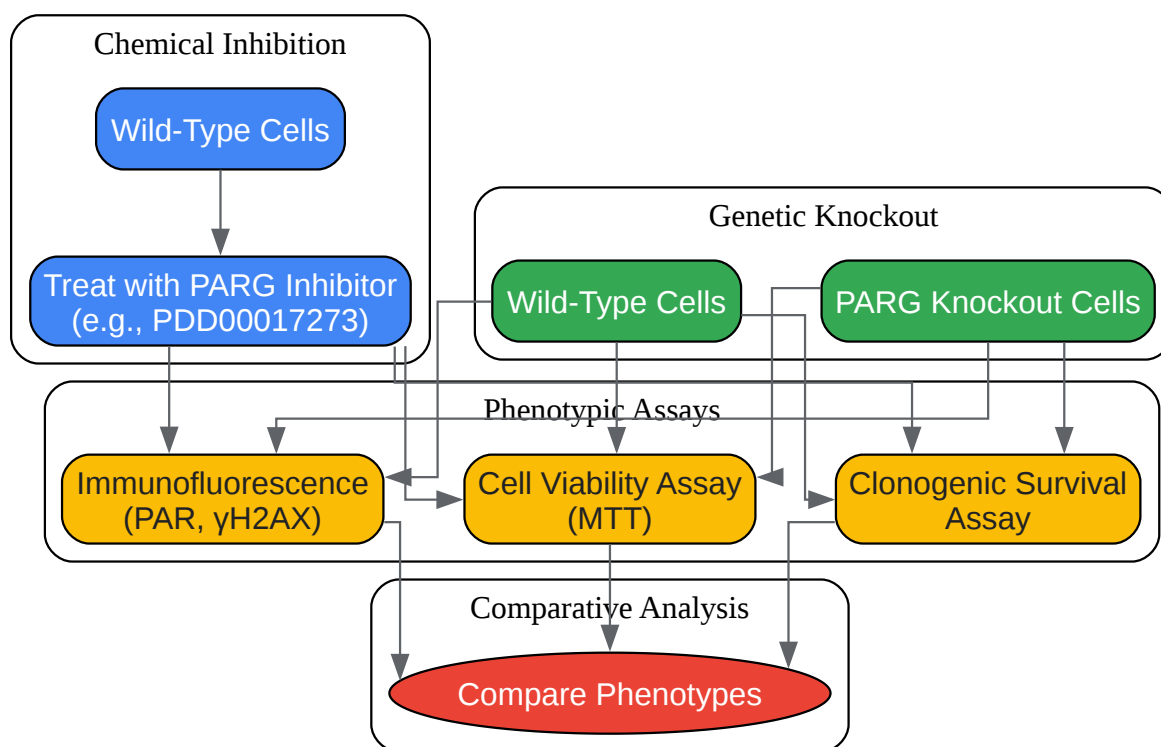 Chemical Inhibition
Wild-Type Cells
Treat with PARG Inhibitor
(e.g., PDD00017273)
Genetic Knockout
Wild-Type Cells
PARG Knockout Cells
Phenotypic Assays
Immunofluorescence
(PAR, γH2AX)
Cell Viability Assay
(MTT)
Clonogenic Survival
Assay
Comparative Analysis
Compare Phenotypes